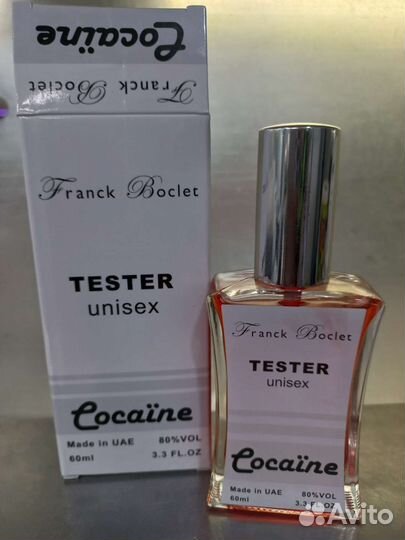 Cocaïne
Franck Boclet
Franck Boclet
TESTER
unisex
Cocaïne
Made in UAE 80%VOL
60ml 3.3 FL.OZ
Franck Boclet
TESTER
unisex
Cocaïne
Made in UAE 80%VOL
60ml 3.3 FL.OZ
Avito